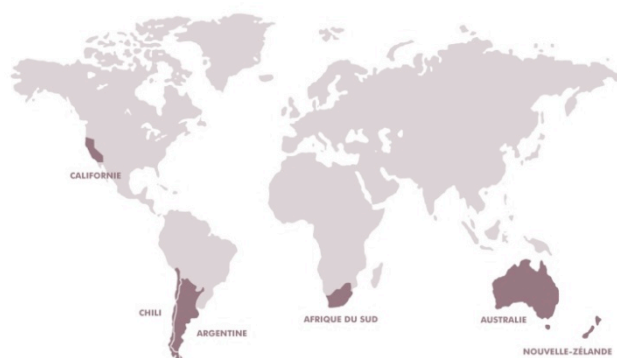 CALIFORNIE
CHILI
ARGENTINE
AFRIQUE DU SUD
AUSTRALIE
NOUVELLE-ZÉLANDE